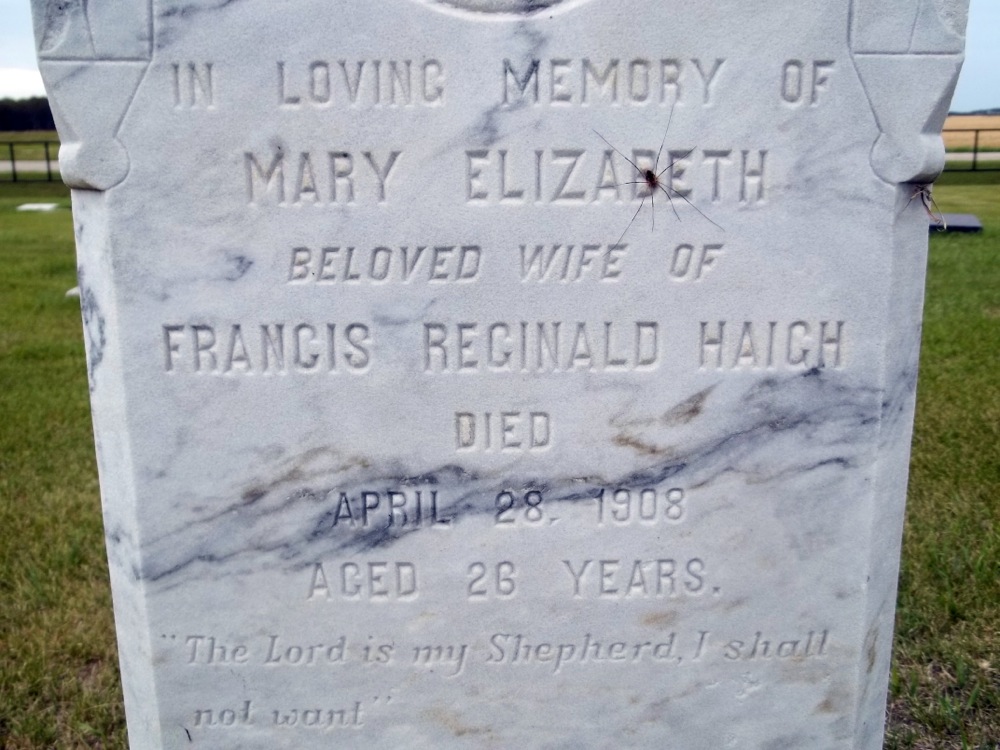 IN LOVING MEMORY OF
MARY ELIZABETH
BELOVED WIFE OF
FRANCIS REGINALD HAIGH
DIED
APRIL 28, 1908
AGED 26 YEARS.
"The Lord is my Shepherd, I shall
not want"